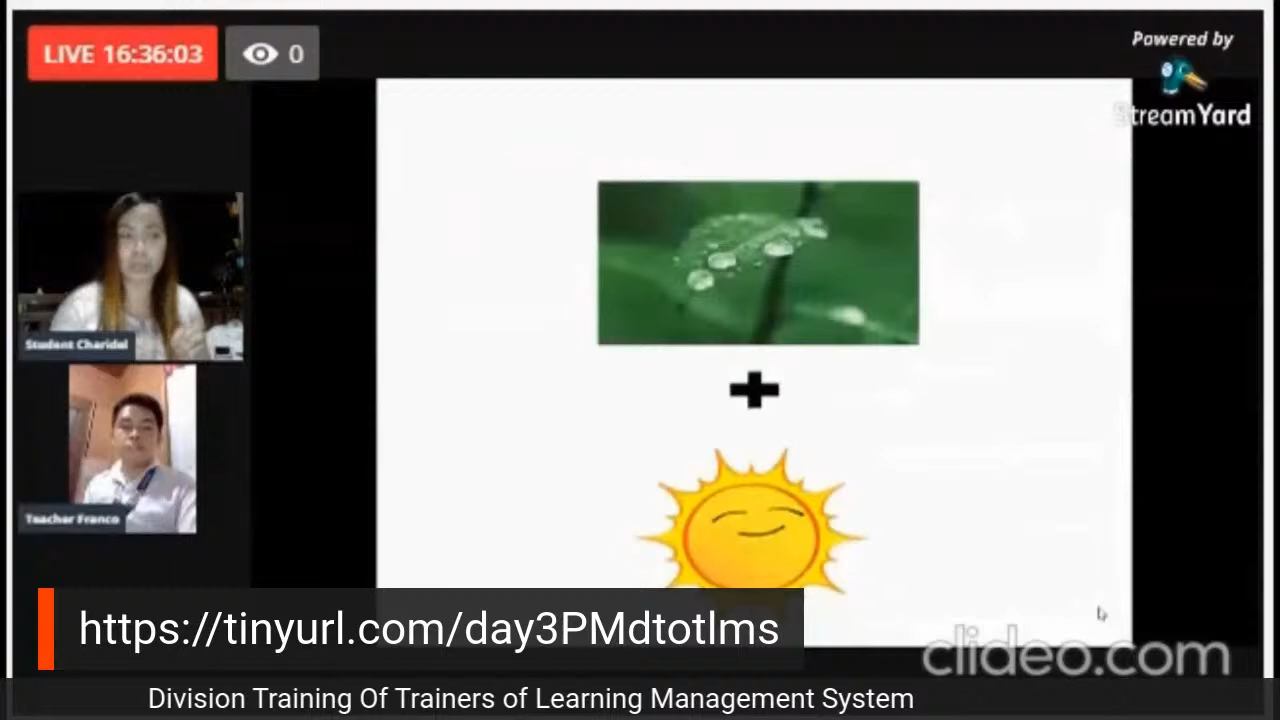 LIVE 16:36:03
0
Powered by
StreamYard
Student Charidel
Teacher Franco
https://tinyurl.com/day3PMdtotlms
clideo.com
Division Training Of Trainers of Learning Management System